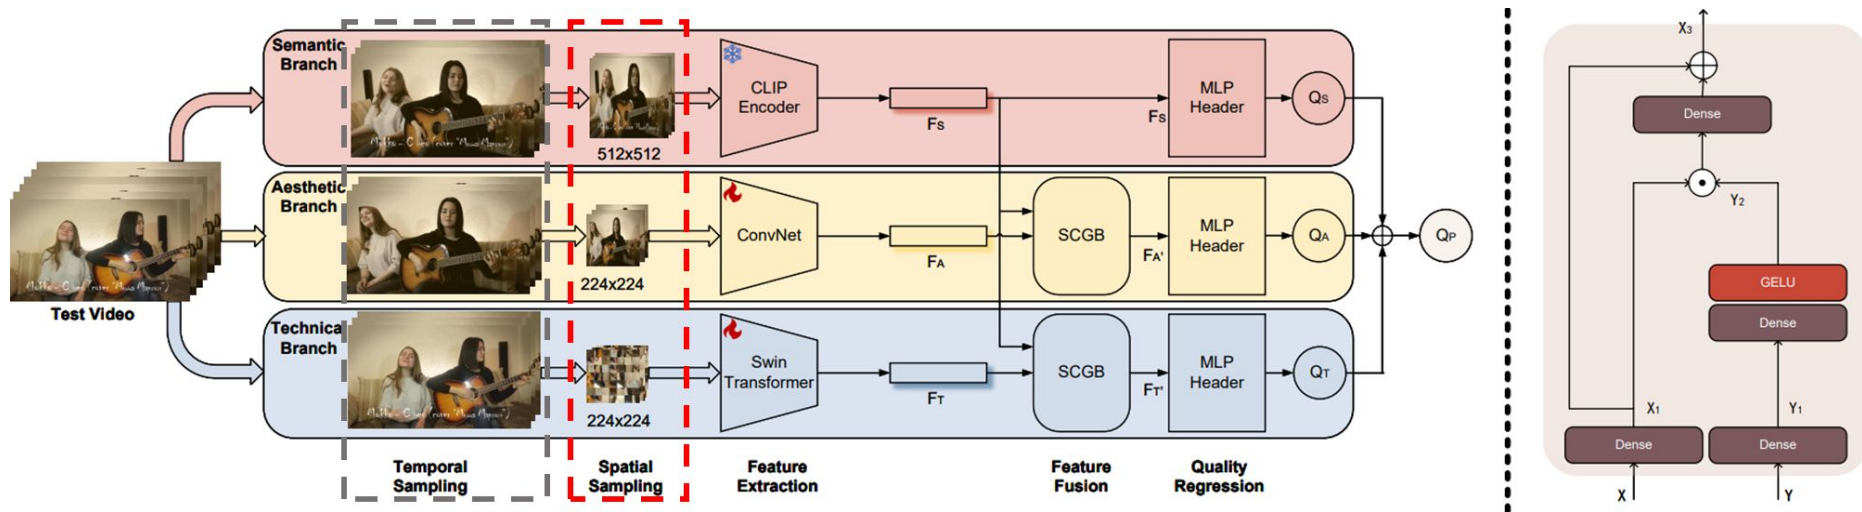 Semantic
Branch
512x512
CLIP
Encoder
Fs
Fs
MLP
Header
Qs
Test Video
Aesthetic
Branch
224x224
ConvNet
FA
SCGB
FA'
MLP
Header
QA
QP
Technica
Branch
224x224
Swin
Transformer
FT
SCGB
FT'
MLP
Header
QT
Temporal
Sampling
Spatial
Sampling
Feature
Extraction
Feature
Fusion
Quality
Regression
X3
Dense
Y2
GELU
Dense
X1
Y1
Dense
Dense
X
Y